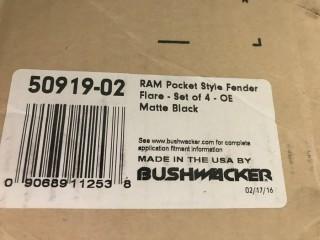 50919-02
RAM Pocket Style Fender
Flare - Set of 4 - OE
Matte Black
See www.bushwacker.com for complete
application fitment information
MADE IN THE USA BY
BUSHWACKER
02/17/16
0 90689 11253 8